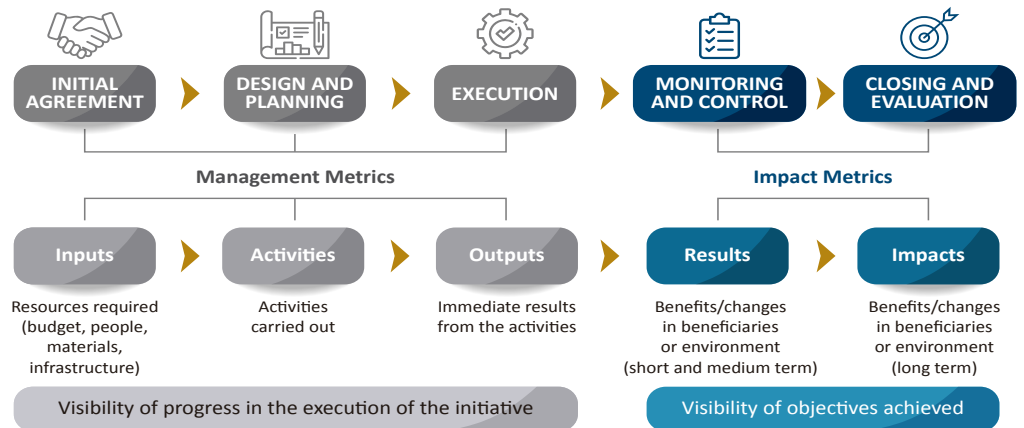 INITIAL
AGREEMENT
DESIGN AND
PLANNING
EXECUTION
MONITORING
AND CONTROL
CLOSING AND
EVALUATION
Management Metrics
Impact Metrics
Inputs
Activities
Outputs
Results
Impacts
Resources required
(budget, people,
materials,
infrastructure)
Activities
carried out
Immediate results
from the activities
Benefits/changes
in beneficiaries
or environment
(short and medium term)
Benefits/changes
in beneficiaries
or environment
(long term)
Visibility of progress in the execution of the initiative
Visibility of objectives achieved